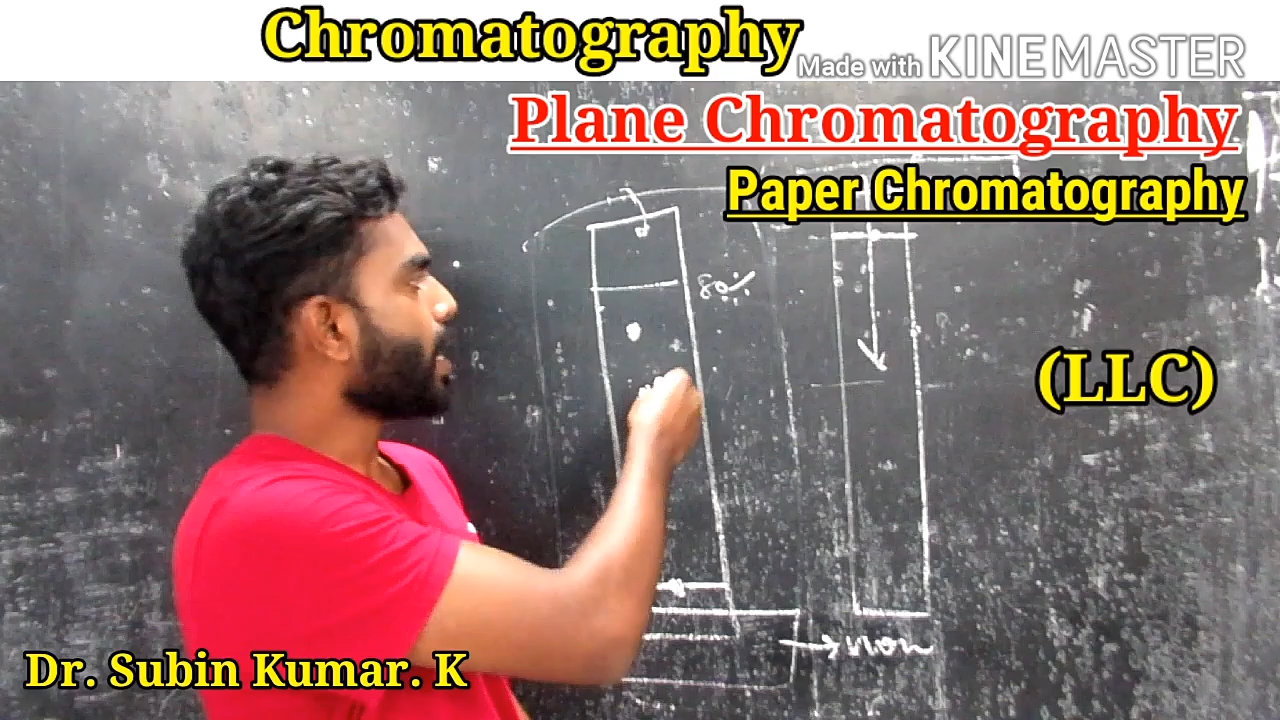 Chromatography
Made with KINEMASTER
Plane Chromatography
Paper Chromatography
80%
(LLC)
Dr. Subin Kumar. K